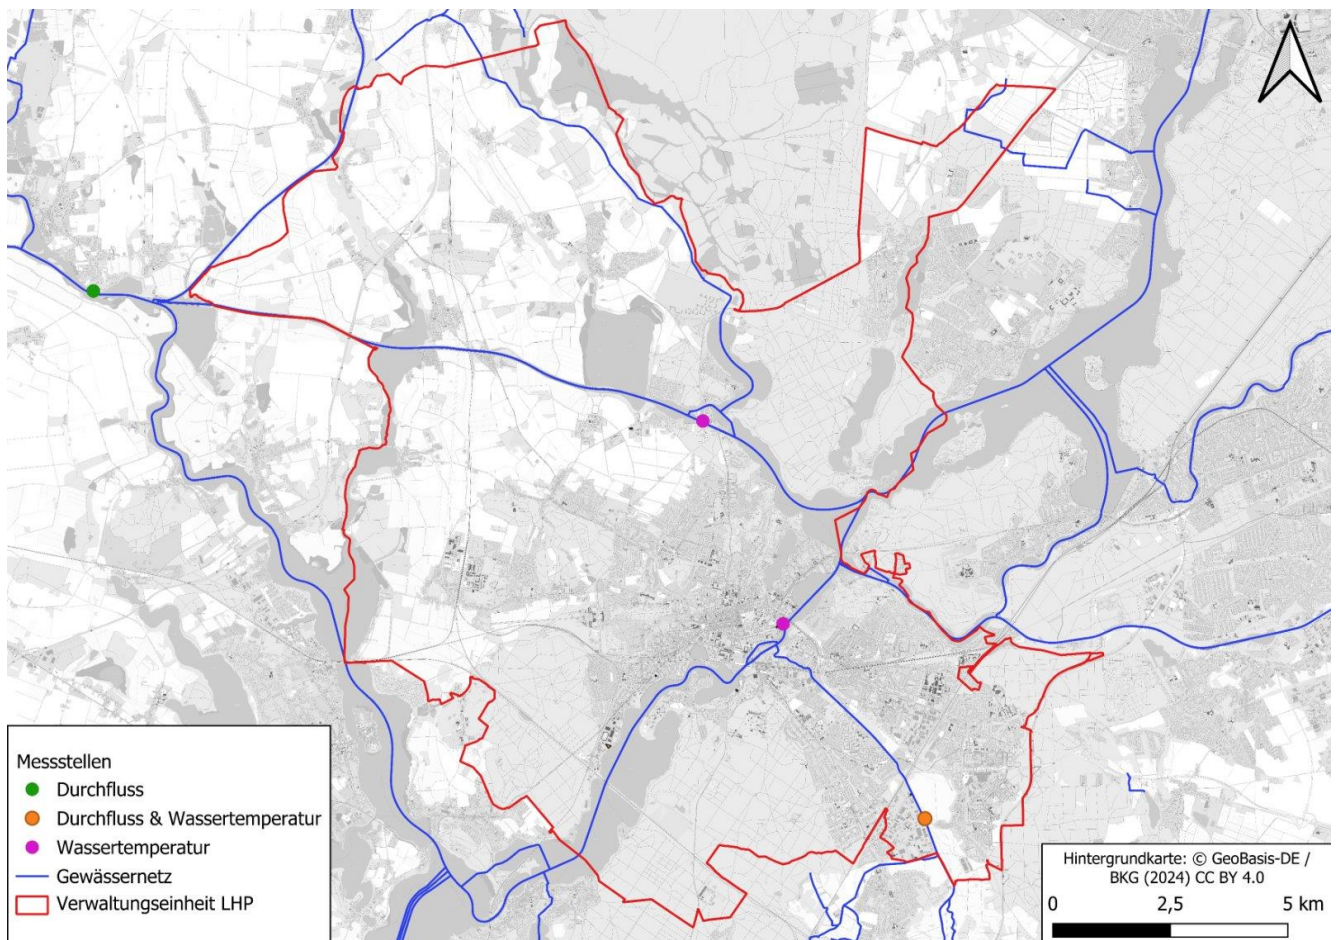 Messstellen
Durchfluss
Durchfluss & Wassertemperatur
Wassertemperatur
Gewässernetz
Verwaltungseinheit LHP
Hintergrundkarte: © GeoBasis-DE /
BKG (2024) CC BY 4.0
0 2,5 5 km